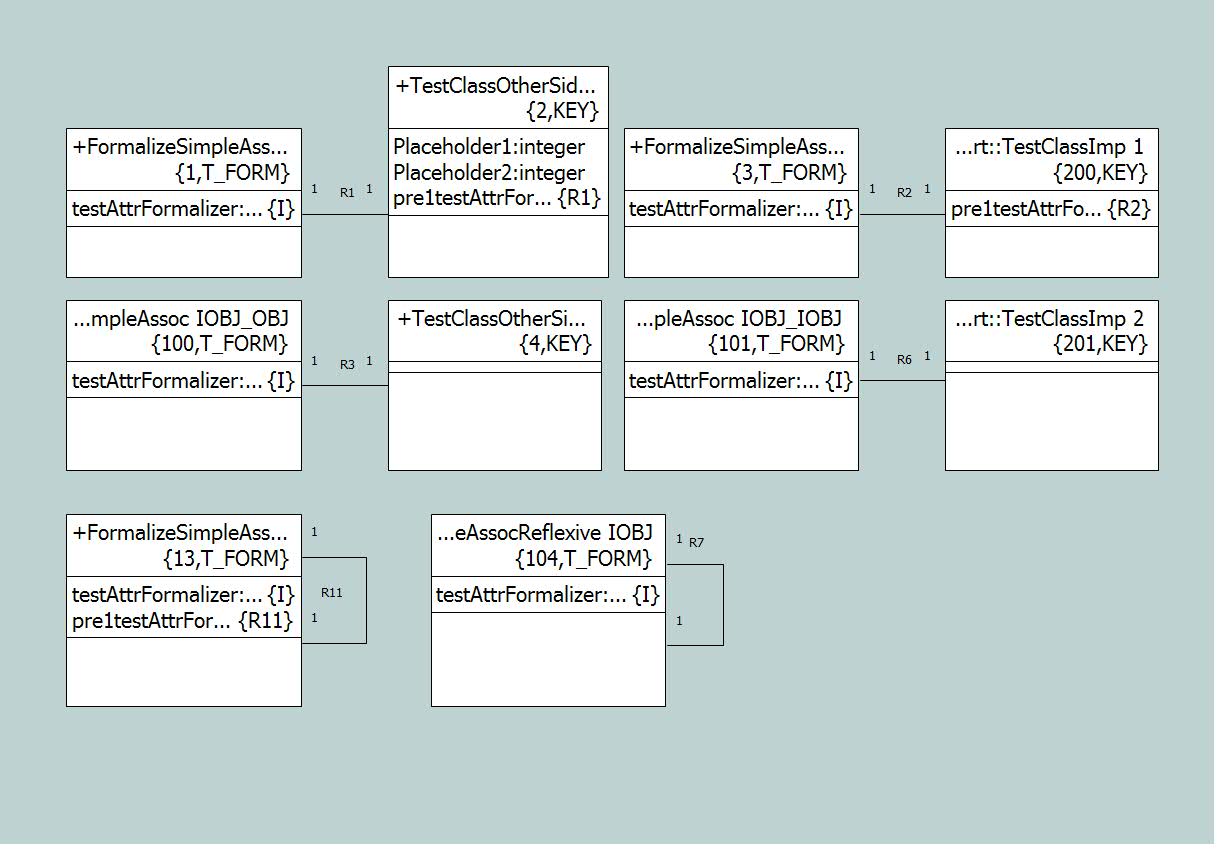 +TestClassOtherSid...
{2,KEY}
Placeholder1:integer
Placeholder2:integer
pre1testAttrFor... {R1}
+FormalizeSimpleAss...
{1,T_FORM}
testAttrFormalizer:... {I}
1 R1 1
+FormalizeSimpleAss...
{3,T_FORM}
testAttrFormalizer:... {I}
1 R2 1
...rt::TestClassImp 1
{200,KEY}
pre1testAttrFo... {R2}
...mpleAssoc IOBJ_OBJ
{100,T_FORM}
testAttrFormalizer:... {I}
1 R3 1
+TestClassOtherSi...
{4,KEY}
...pleAssoc IOBJ_IOBJ
{101,T_FORM}
testAttrFormalizer:... {I}
1 R6 1
...rt::TestClassImp 2
{201,KEY}
+FormalizeSimpleAss...
{13,T_FORM}
testAttrFormalizer:... {I}
pre1testAttrFor... {R11}
1
R11
1
...eAssocReflexive IOBJ
{104,T_FORM}
testAttrFormalizer:... {I}
1 R7
1